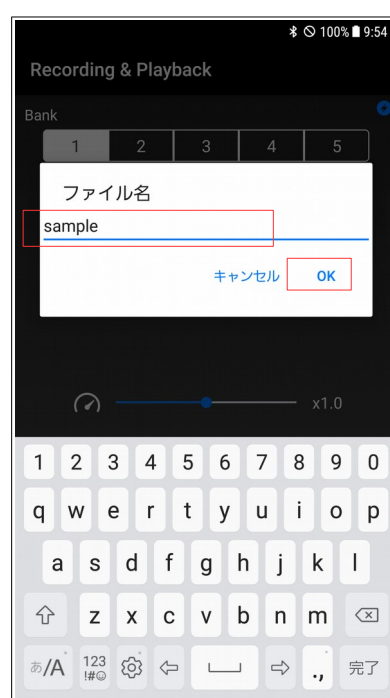 100% 9:54
Recording & Playback
Bank
1 2 3 4 5
ファイル名
sample
キャンセル OK
x1.0
1 2 3 4 5 6 7 8 9 0
q w e r t y u i o p
a s d f g h j k l
z x c v b n m
あ/A 123 !#☺ ., 完了